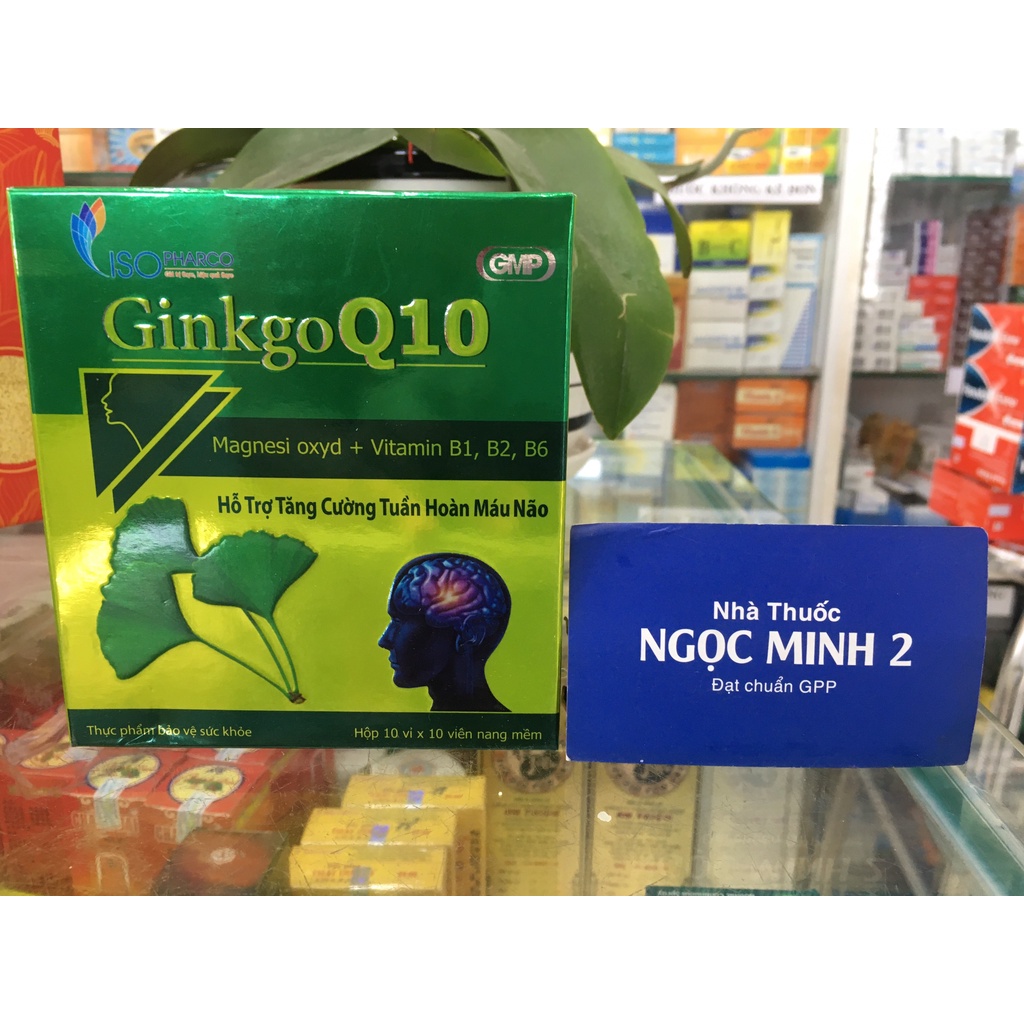 ISO PHARCO
GMP
GinkgoQ10
Magnesi oxyd + Vitamin B1, B2, B6
Hỗ Trợ Tăng Cường Tuần Hoàn Máu Não
Thực phẩm bảo vệ sức khỏe
Hộp 10 vỉ x 10 viên nang mềm
Nhà Thuốc
NGỌC MINH 2
Đạt chuẩn GPP